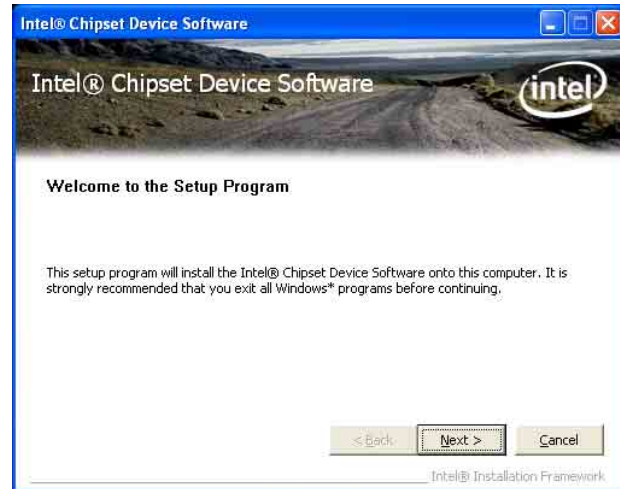 Intel® Chipset Device Software
Intel® Chipset Device Software
intel
Welcome to the Setup Program
This setup program will install the Intel® Chipset Device Software onto this computer. It is
strongly recommended that you exit all Windows* programs before continuing.
< Back Next > Cancel
Intel® Installation Framework